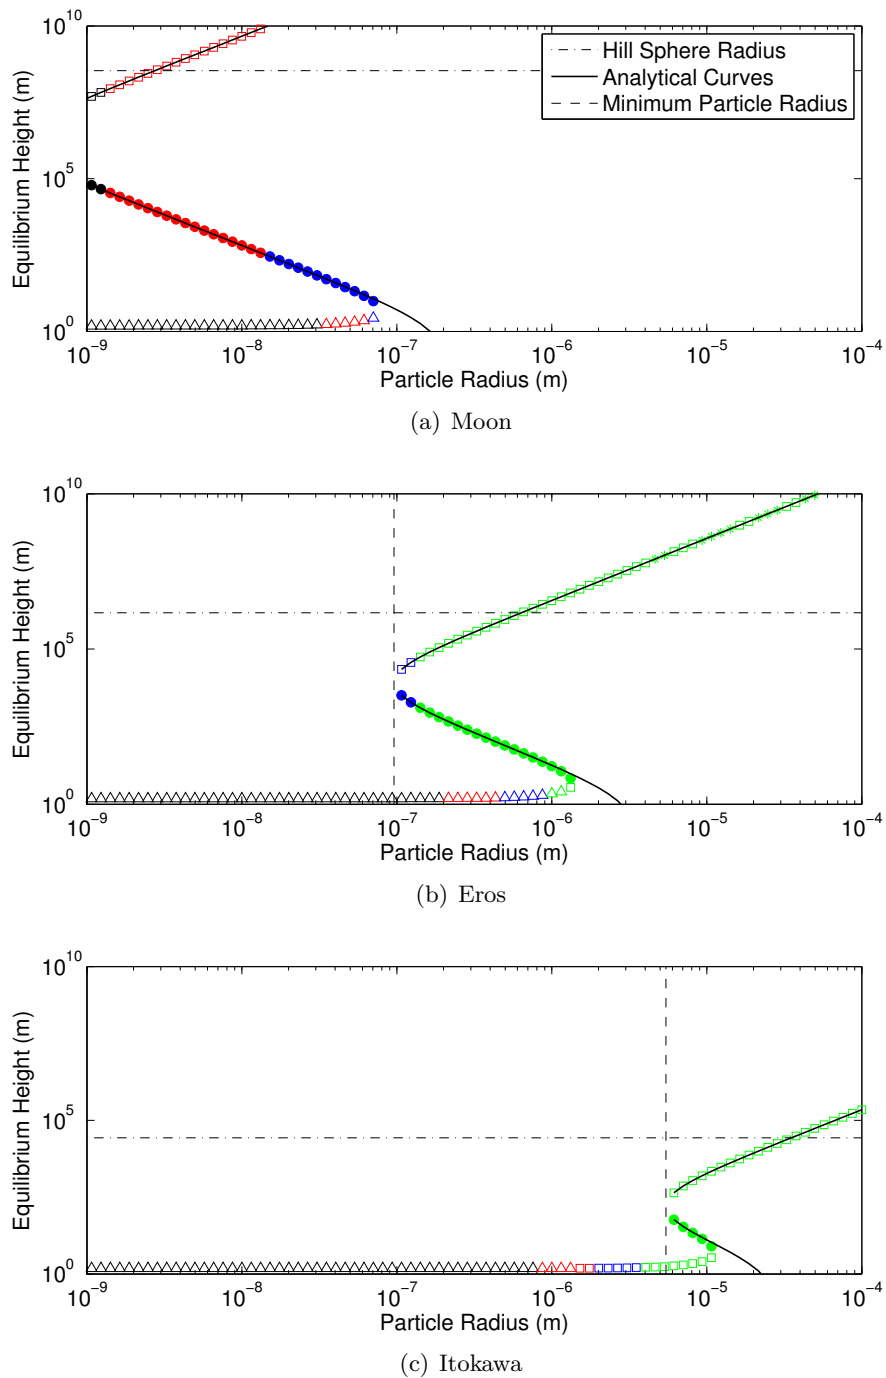 10^10
10^5
10^0
Equilibrium Height (m)
Hill Sphere Radius
Analytical Curves
Minimum Particle Radius
10^-9 10^-8 10^-7 10^-6 10^-5 10^-4
Particle Radius (m)
(a) Moon
10^10
10^5
10^0
Equilibrium Height (m)
10^-9 10^-8 10^-7 10^-6 10^-5 10^-4
Particle Radius (m)
(b) Eros
10^10
10^5
10^0
Equilibrium Height (m)
10^-9 10^-8 10^-7 10^-6 10^-5 10^-4
Particle Radius (m)
(c) Itokawa